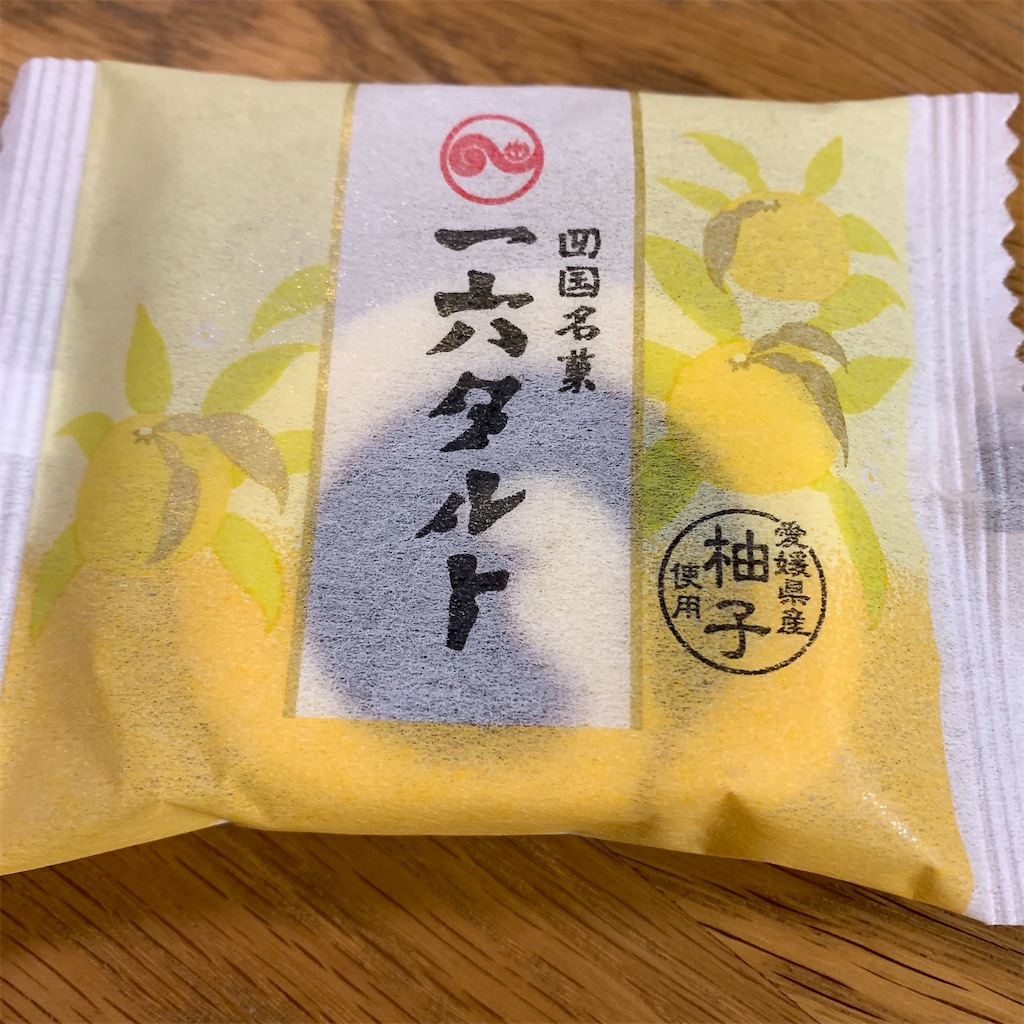 四国名菓
一六タルト
愛媛県産
柚子
使用